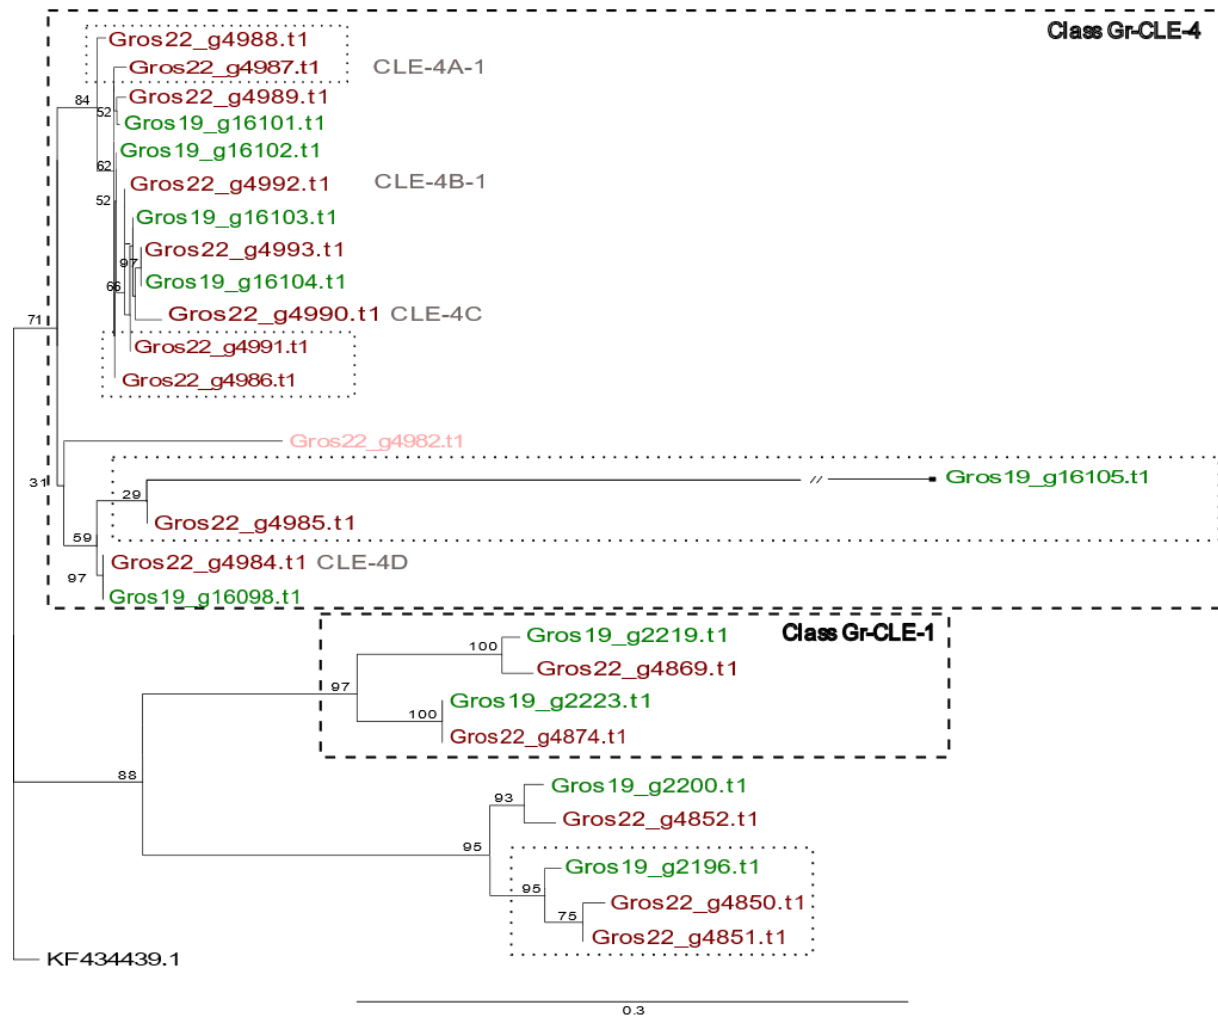 Class Gr-CLE-4
Gros22_g4988.t1
Gros22_g4987.t1 CLE-4A-1
84
52
Gros22_g4989.t1
Gros19_g16101.t1
Gros19_g16102.t1
62
Gros22_g4992.t1 CLE-4B-1
52
Gros19_g16103.t1
Gros22_g4993.t1
97
Gros19_g16104.t1
66
Gros22_g4990.t1 CLE-4C
71
Gros22_g4991.t1
Gros22_g4986.t1
Gros22_g4982.t1
Gros19_g16105.t1
31
29
Gros22_g4985.t1
59
Gros22_g4984.t1 CLE-4D
97
Gros19_g16098.t1
Gros19_g2219.t1 Class Gr-CLE-1
100
Gros22_g4869.t1
97
Gros19_g2223.t1
100
Gros22_g4874.t1
88
Gros19_g2200.t1
93
Gros22_g4852.t1
95
Gros19_g2196.t1
95
Gros22_g4850.t1
75
Gros22_g4851.t1
KF434439.1
0.3